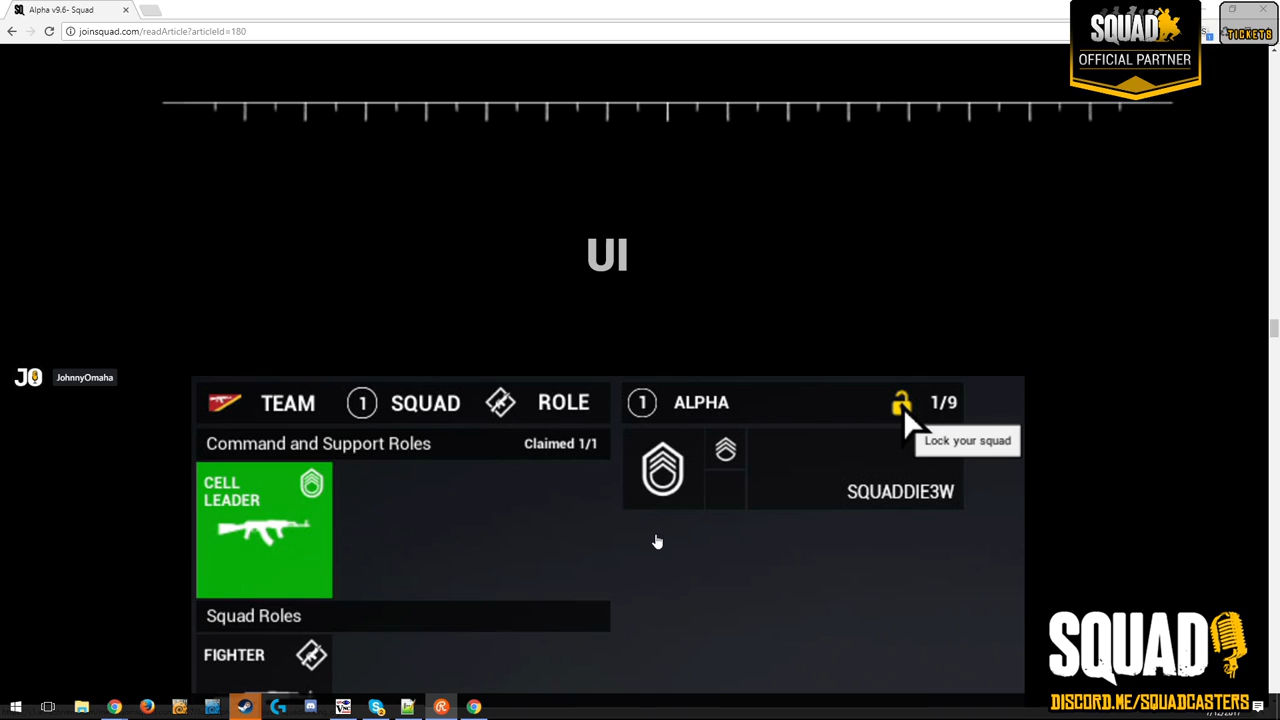 Alpha v9.6- Squad
joinsquad.com/readArticle?articleId=180
SQUAD
OFFICIAL PARTNER
TICKETS
UI
JO JohnnyOmaha
TEAM 1 SQUAD ROLE
1 ALPHA 1/9
Command and Support Roles Claimed 1/1
Lock your squad
CELL
LEADER
SQUADDIE3W
Squad Roles
FIGHTER
SQUAD
DISCORD.ME/SQUADCASTERS